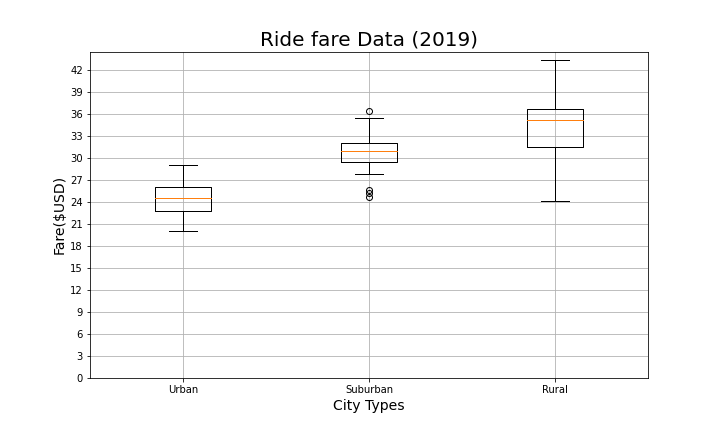 Ride fare Data (2019)
Fare($USD)
42
39
36
33
30
27
24
21
18
15
12
9
6
3
0
Urban
Suburban
Rural
City Types